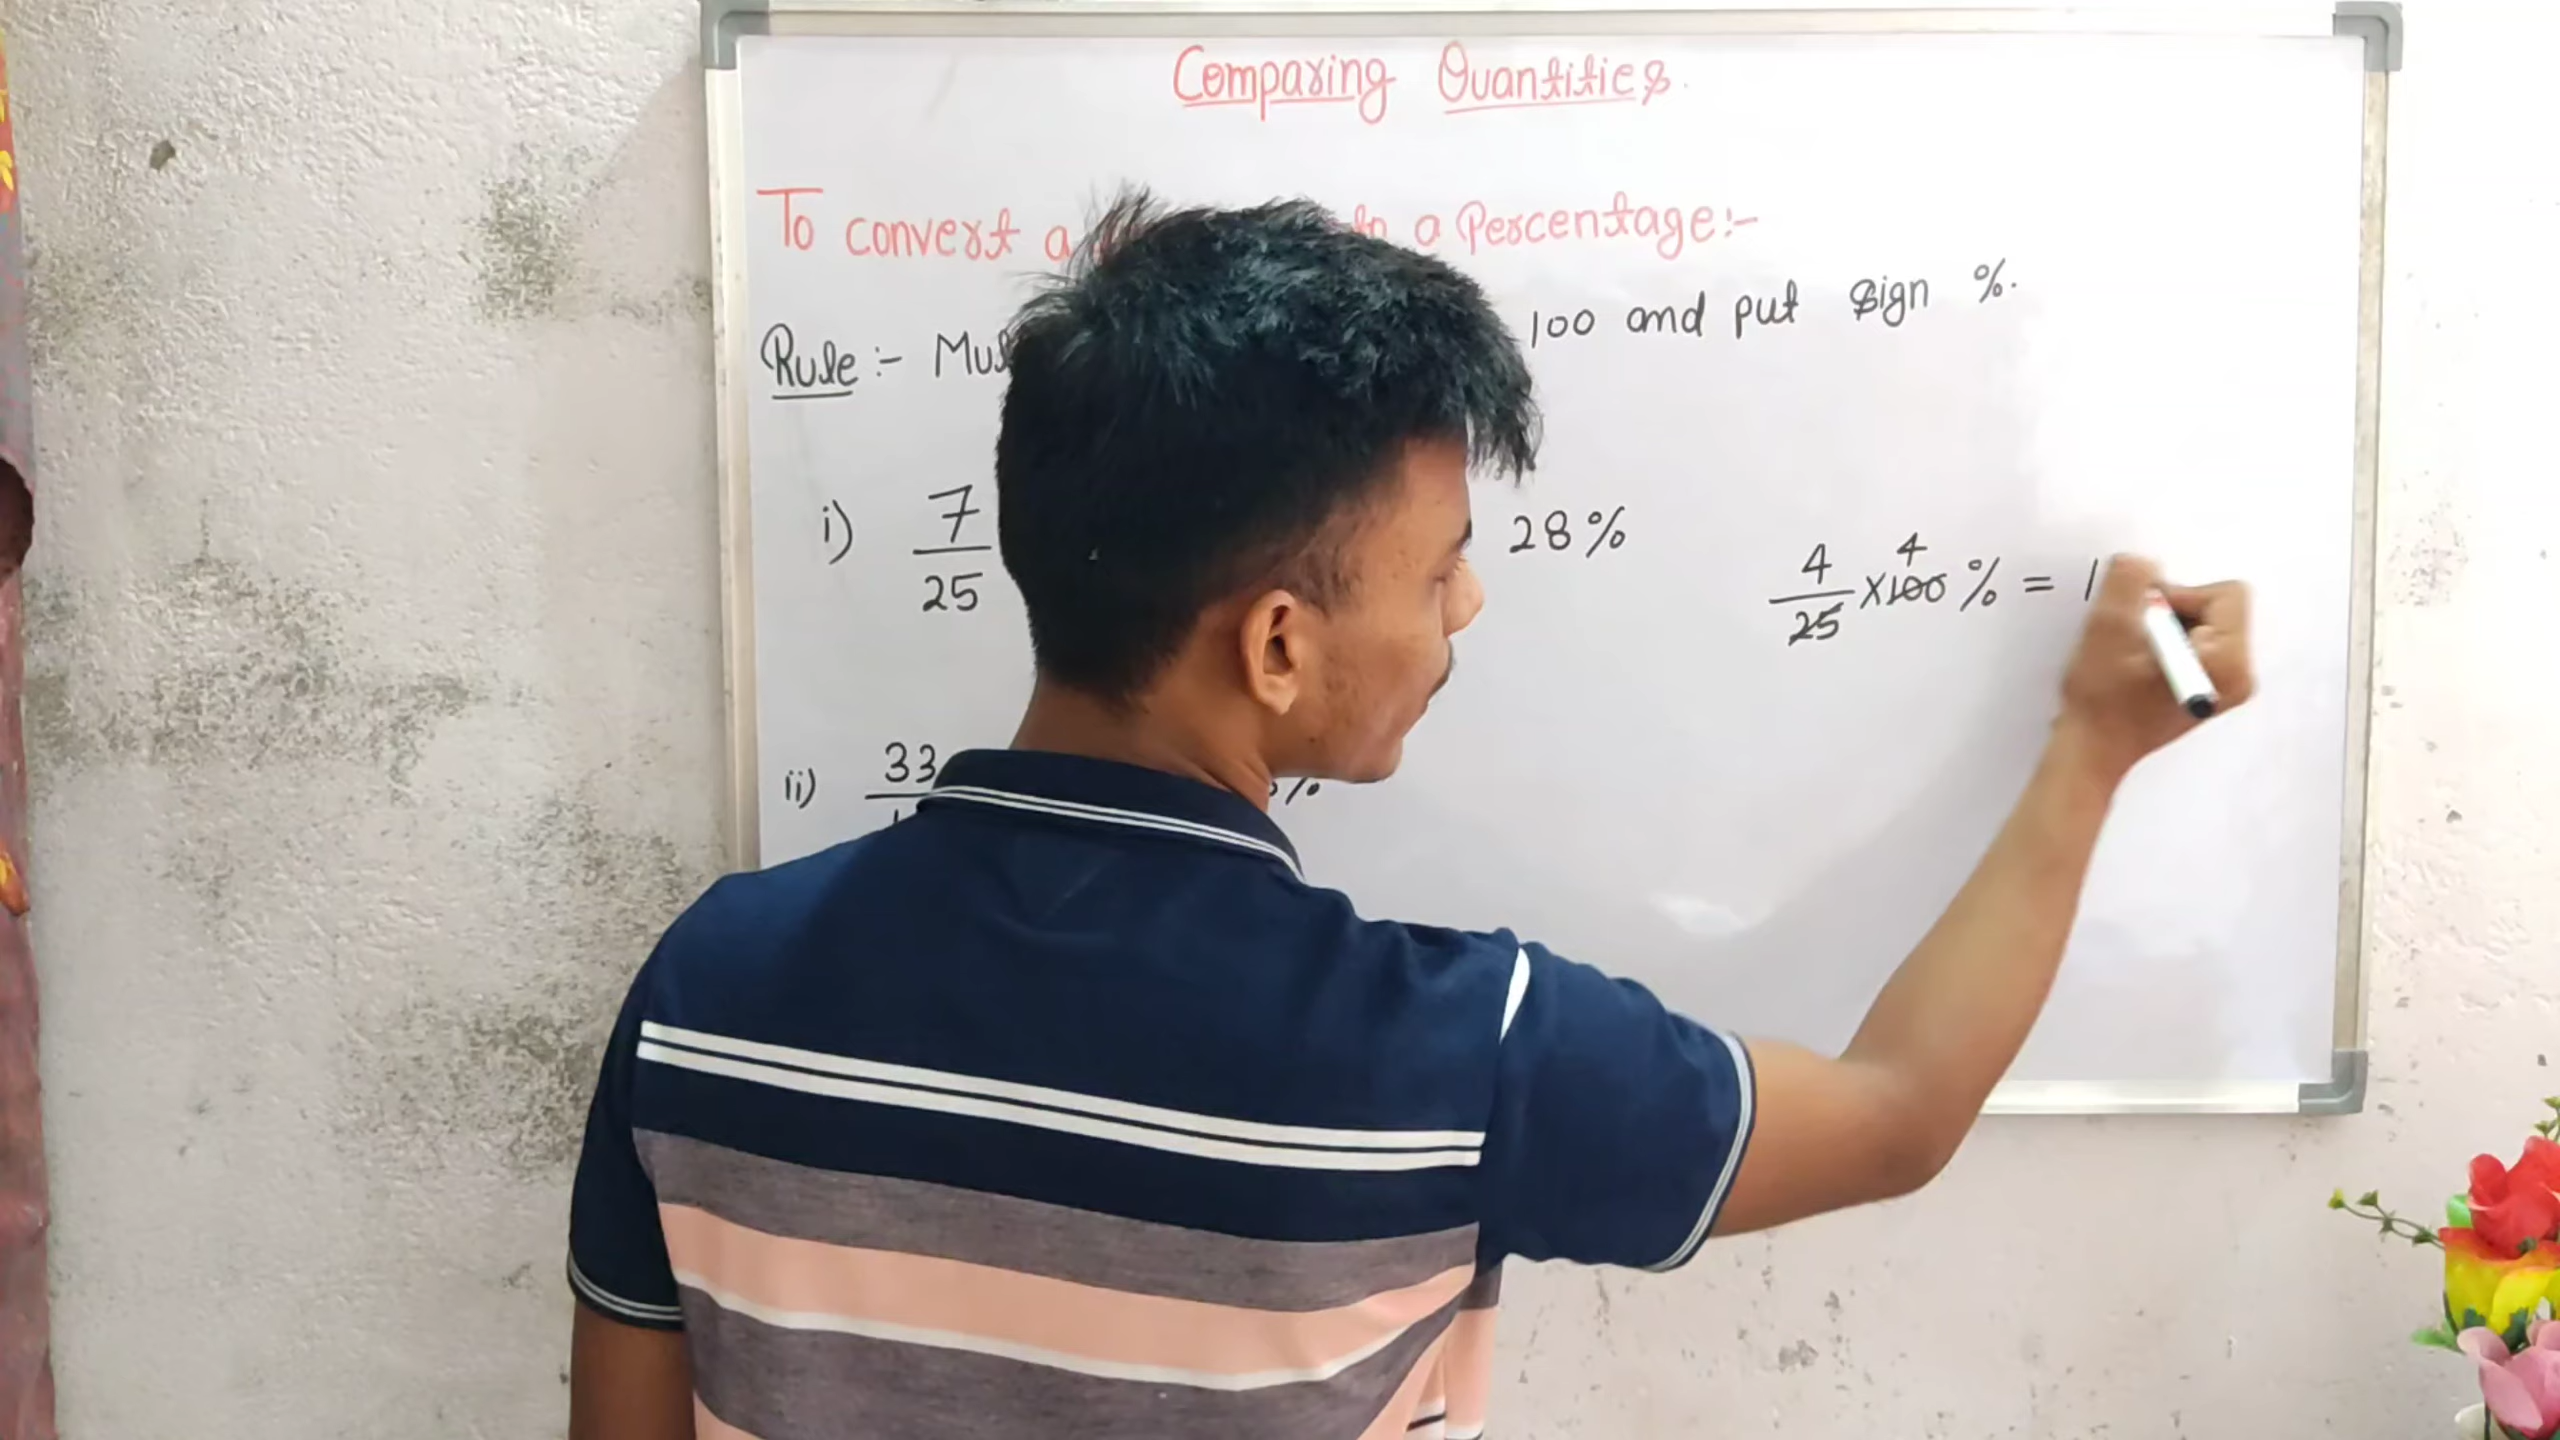 Comparing Quantities.
To convert a to a Percentage:-
Rule :- 100 and put sign %.
i) 7/25 28%
4/25 ×100 % = 1
4
ii) 33